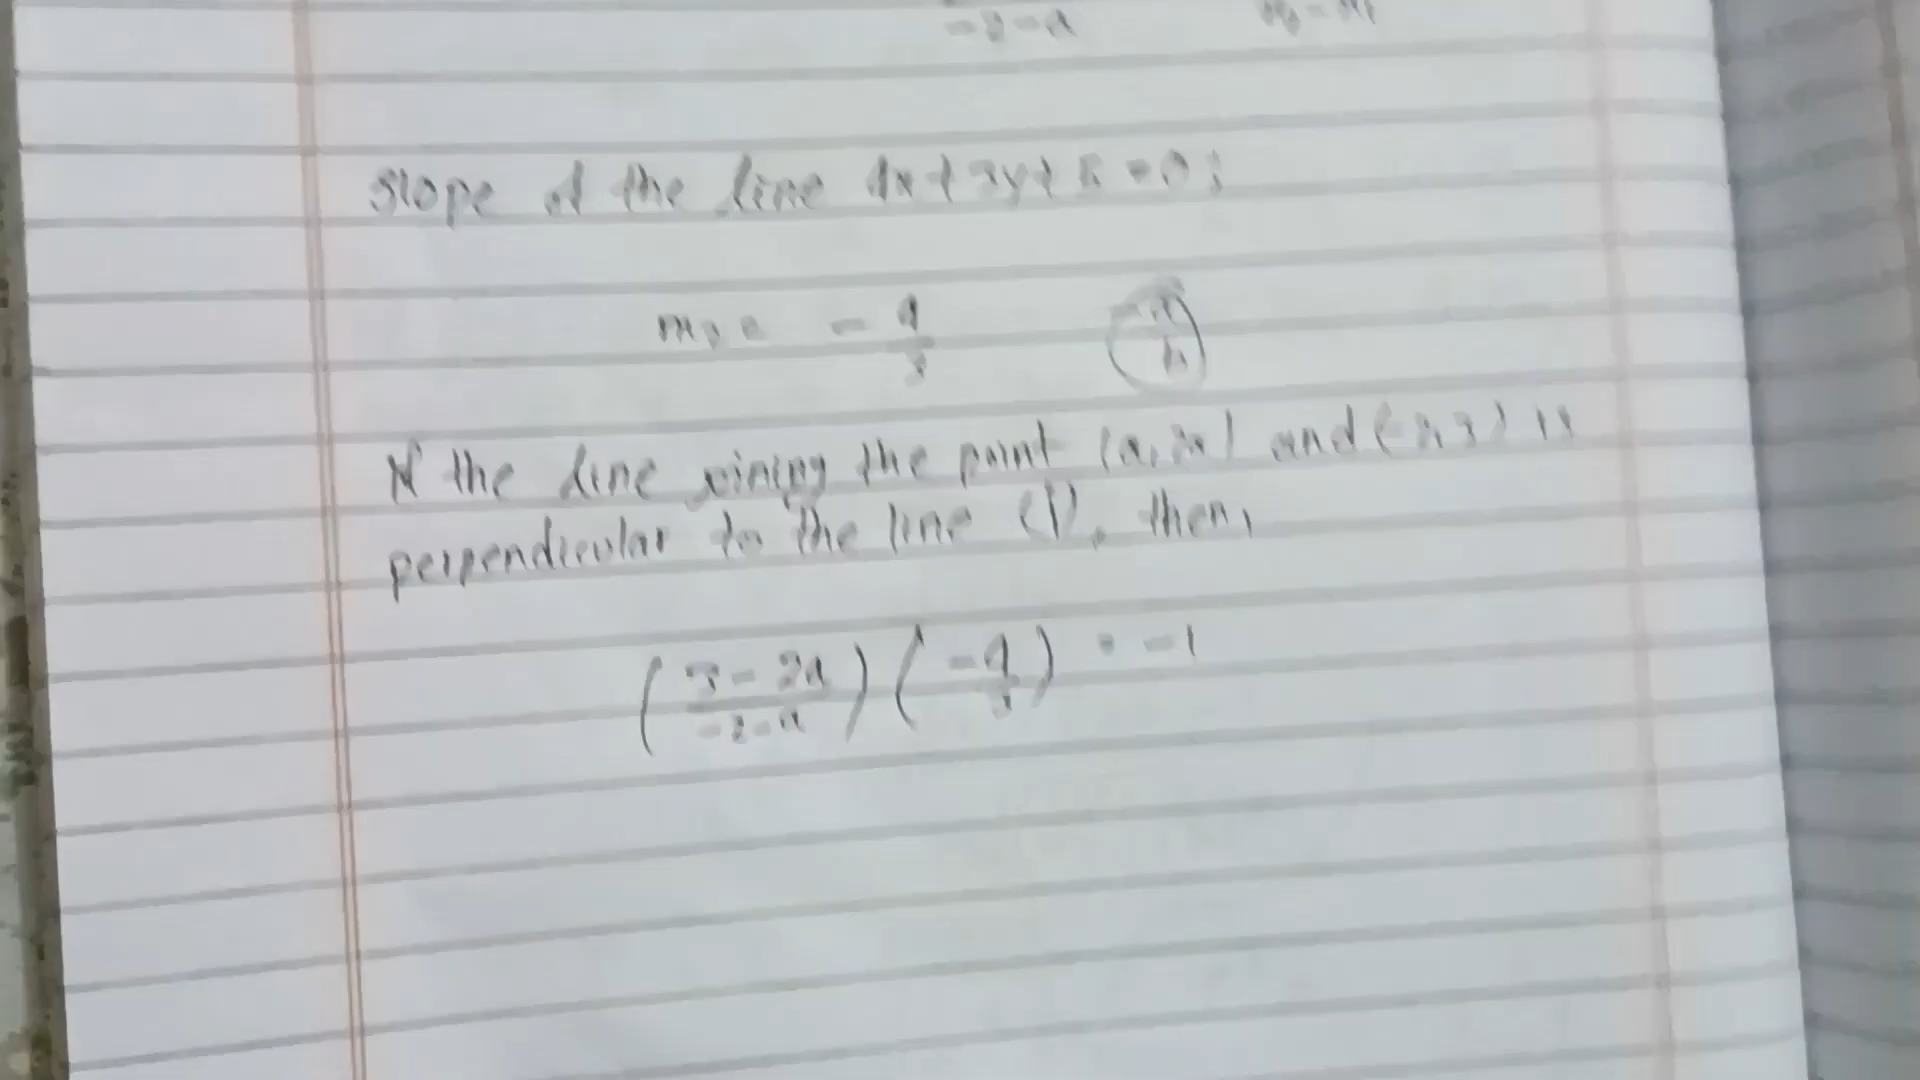 -2-a
slope of the line 4x+3y+5=0;
m₂ = - 4/3 -a/b
If the line joining the point (a, 2a) and (-2, 3) is
perpendicular to the line (1), then,
((3-2a)/(-2-a)) (-4/3) = -1